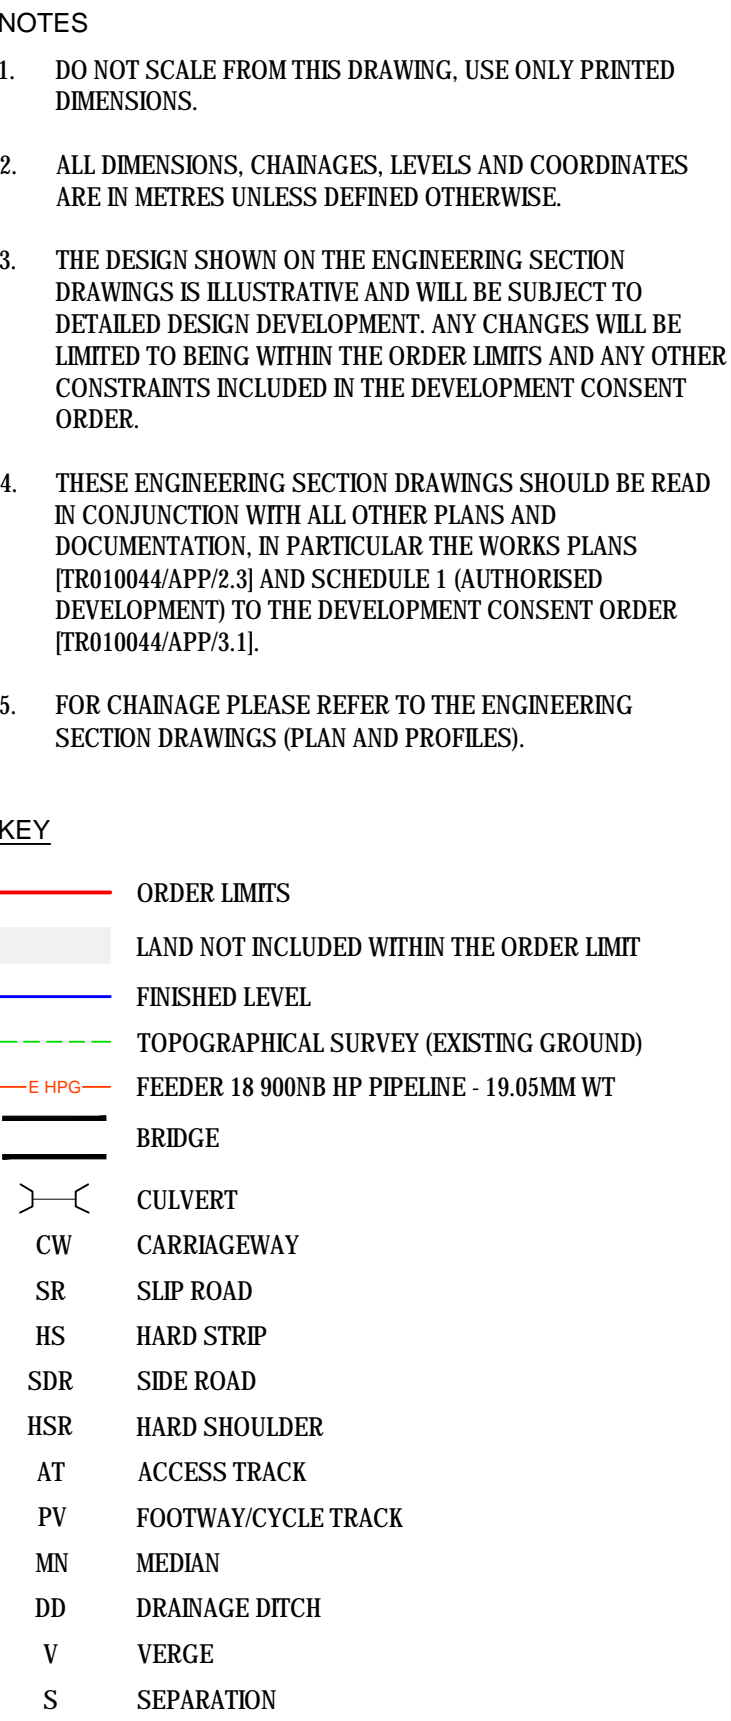 NOTES
1. DO NOT SCALE FROM THIS DRAWING, USE ONLY PRINTED
DIMENSIONS.
2. ALL DIMENSIONS, CHAINAGES, LEVELS AND COORDINATES
ARE IN METRES UNLESS DEFINED OTHERWISE.
3. THE DESIGN SHOWN ON THE ENGINEERING SECTION
DRAWINGS IS ILLUSTRATIVE AND WILL BE SUBJECT TO
DETAILED DESIGN DEVELOPMENT. ANY CHANGES WILL BE
LIMITED TO BEING WITHIN THE ORDER LIMITS AND ANY OTHER
CONSTRAINTS INCLUDED IN THE DEVELOPMENT CONSENT
ORDER.
4. THESE ENGINEERING SECTION DRAWINGS SHOULD BE READ
IN CONJUNCTION WITH ALL OTHER PLANS AND
DOCUMENTATION, IN PARTICULAR THE WORKS PLANS
[TR010044/APP/2.3] AND SCHEDULE 1 (AUTHORISED
DEVELOPMENT) TO THE DEVELOPMENT CONSENT ORDER
[TR010044/APP/3.1].
5. FOR CHAINAGE PLEASE REFER TO THE ENGINEERING
SECTION DRAWINGS (PLAN AND PROFILES).
KEY
ORDER LIMITS
LAND NOT INCLUDED WITHIN THE ORDER LIMIT
FINISHED LEVEL
TOPOGRAPHICAL SURVEY (EXISTING GROUND)
E HPG FEEDER 18 900NB HP PIPELINE - 19.05MM WT
BRIDGE
CULVERT
CW CARRIAGEWAY
SR SLIP ROAD
HS HARD STRIP
SDR SIDE ROAD
HSR HARD SHOULDER
AT ACCESS TRACK
PV FOOTWAY/CYCLE TRACK
MN MEDIAN
DD DRAINAGE DITCH
V VERGE
S SEPARATION